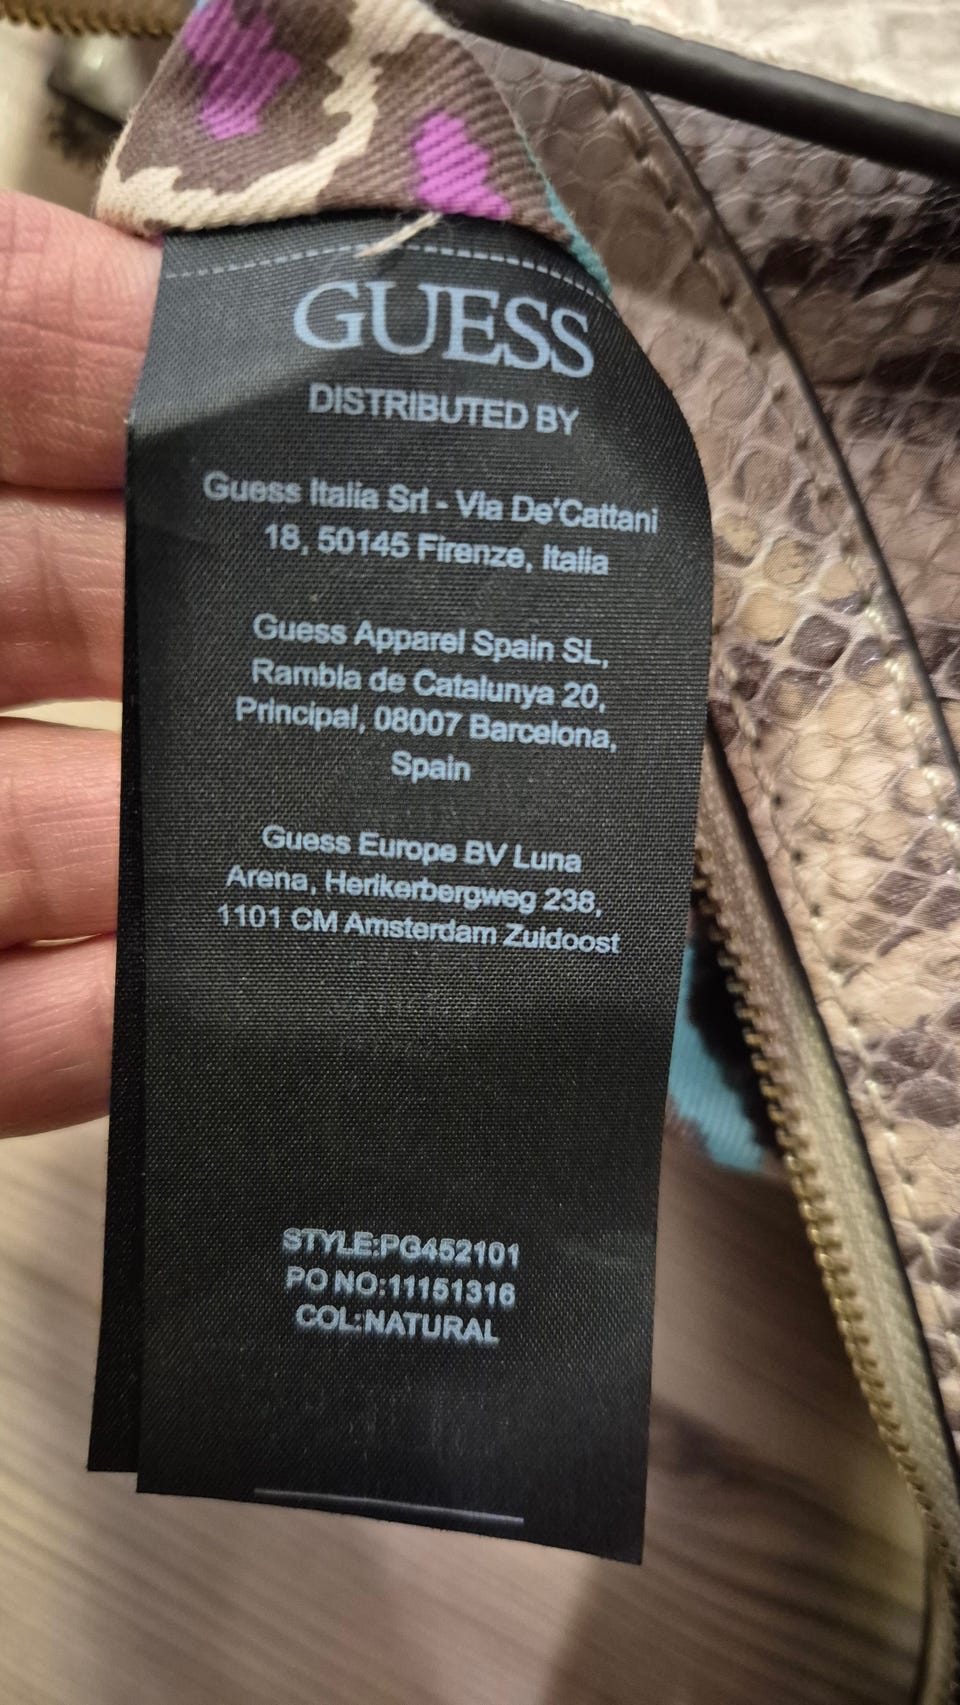 GUESS
DISTRIBUTED BY
Guess Italia Srl - Via De'Cattani
18, 50145 Firenze, Italia
Guess Apparel Spain SL,
Rambla de Catalunya 20,
Principal, 08007 Barcelona,
Spain
Guess Europe BV Luna
Arena, Herikerbergweg 238,
1101 CM Amsterdam Zuidoost
STYLE:PG452101
PO NO:11151316
COL:NATURAL